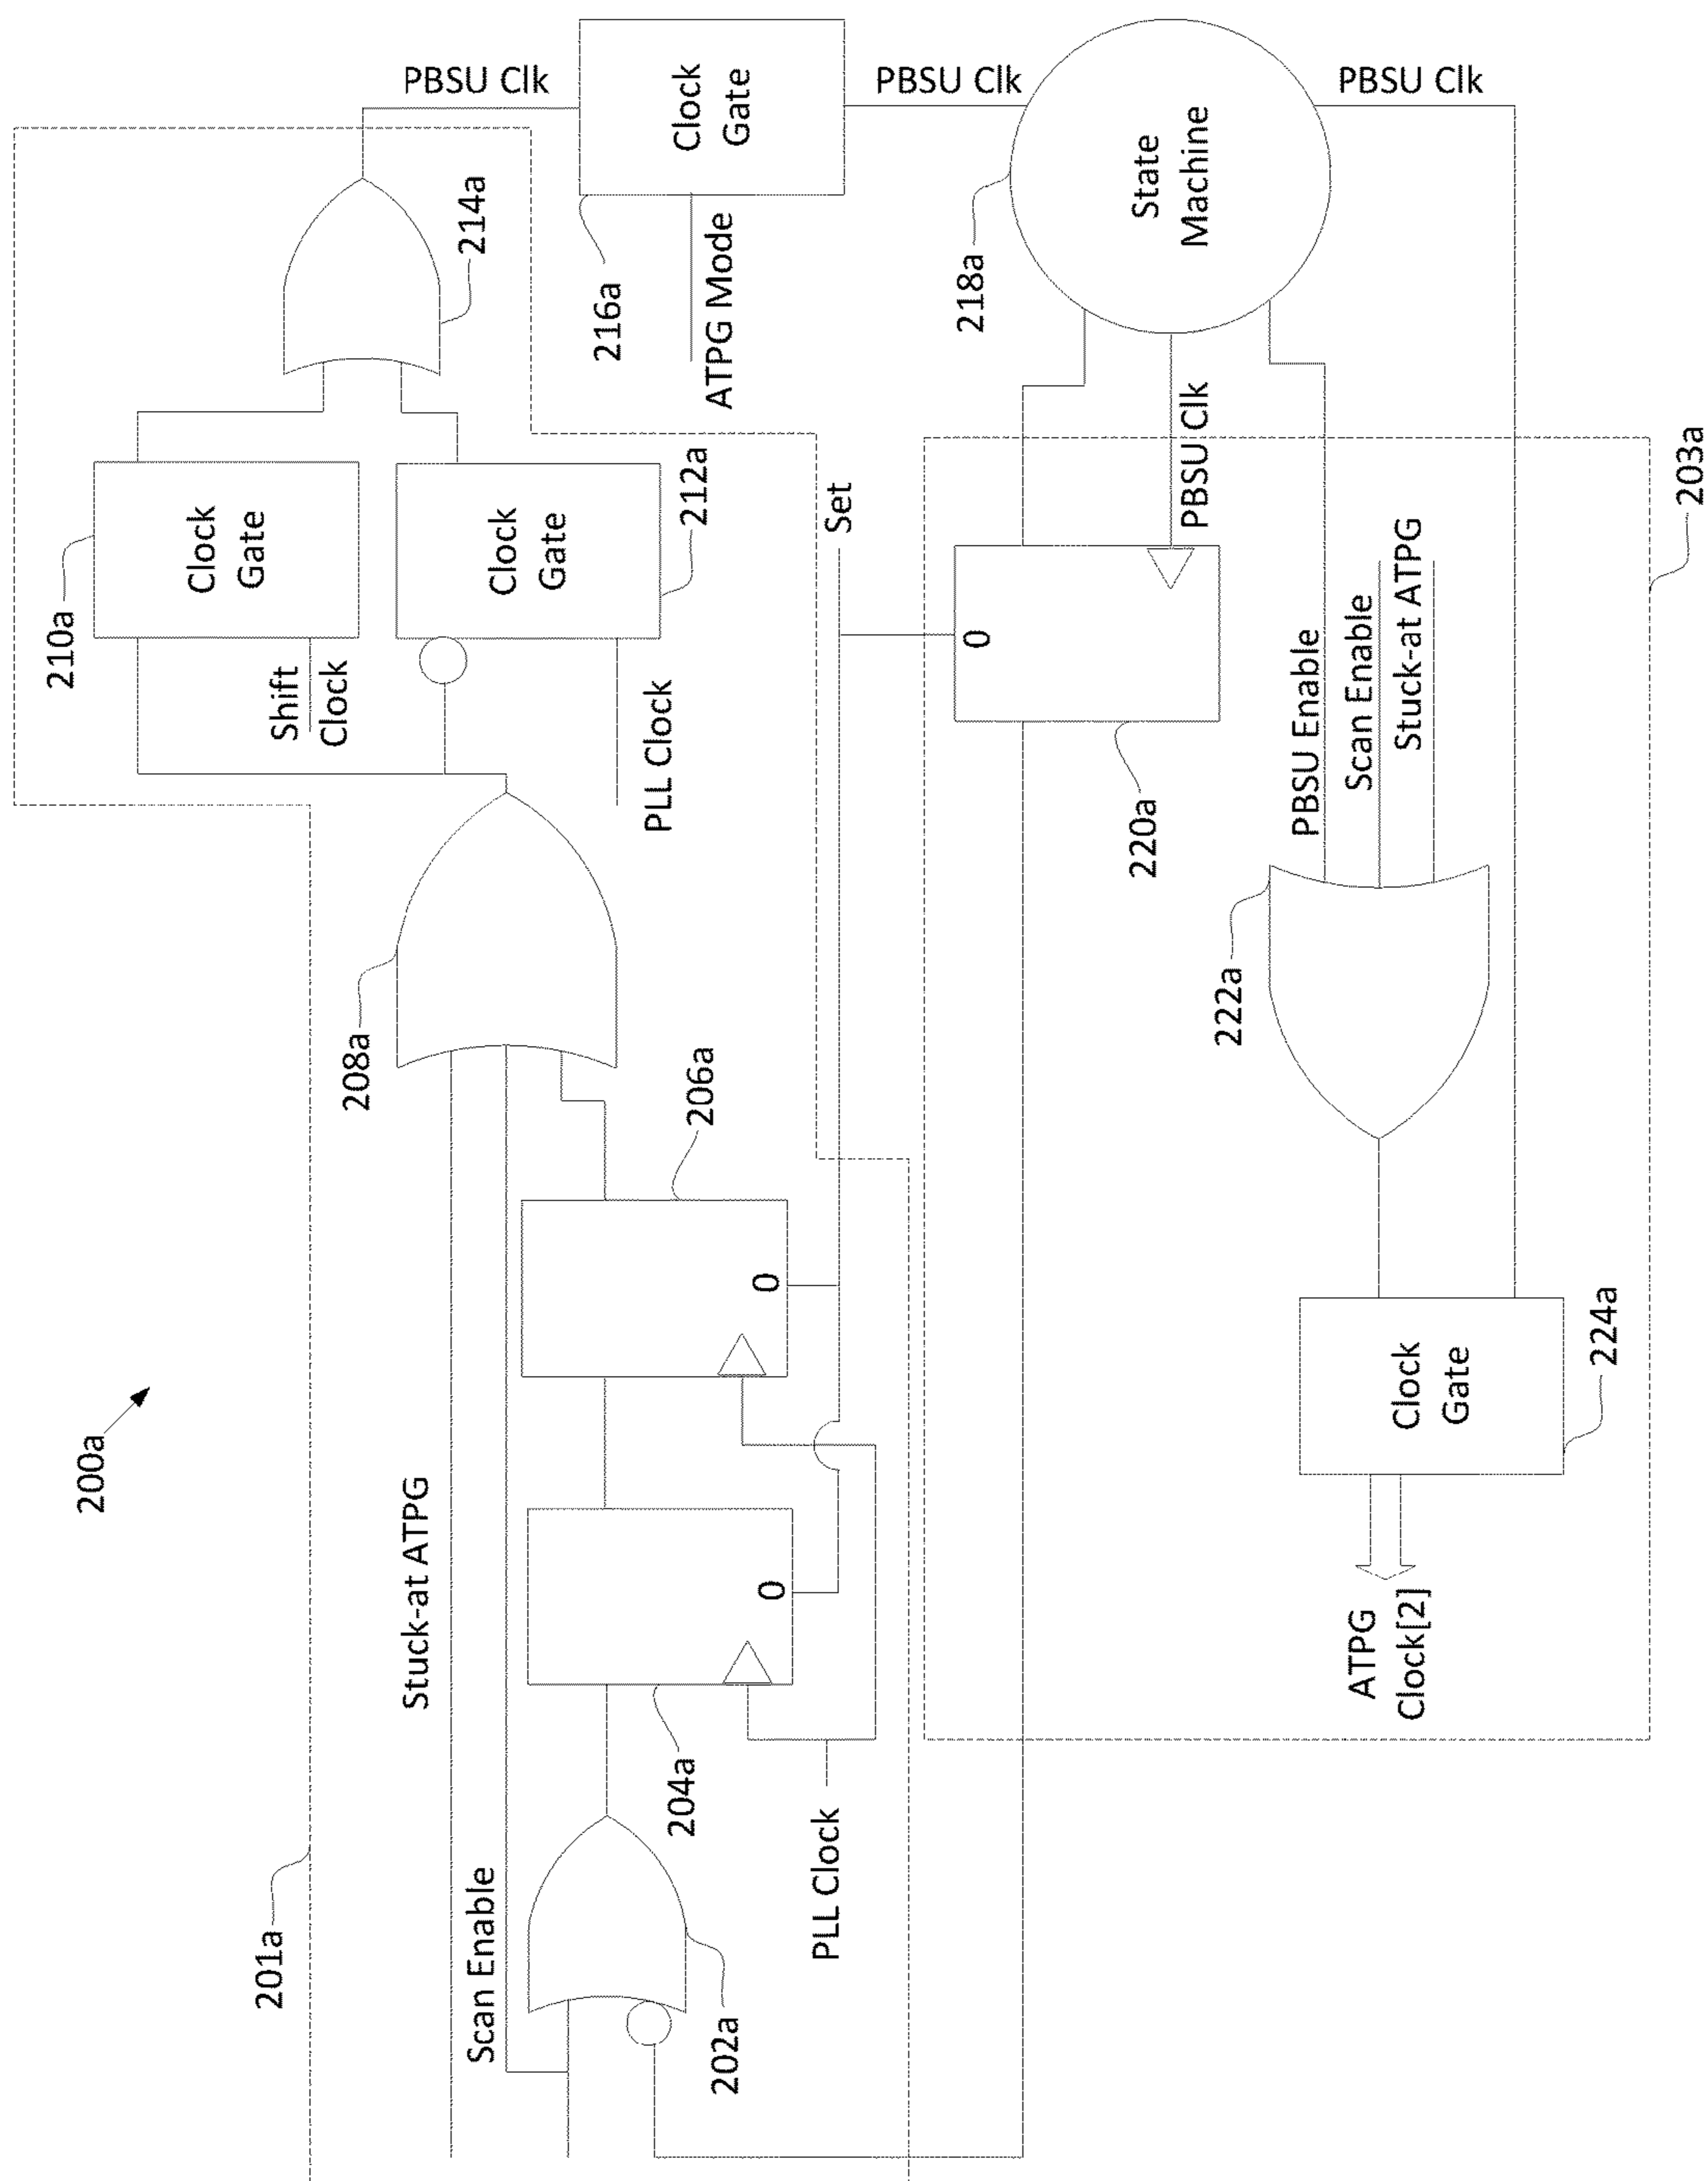 200a
201a
Stuck-at ATPG
Scan Enable
202a
204a
PLL Clock
0
206a
0
208a
210a
Shift
Clock
Clock
Gate
PLL Clock
Clock
Gate
212a
214a
Set
PBSU Clk
Clock
Gate
216a
ATPG Mode
PBSU Clk
State
Machine
218a
PBSU Clk
0
220a
PBSU Clk
PBSU Enable
Scan Enable
Stuck-at ATPG
222a
Clock
Gate
224a
ATPG
Clock[2]
203a